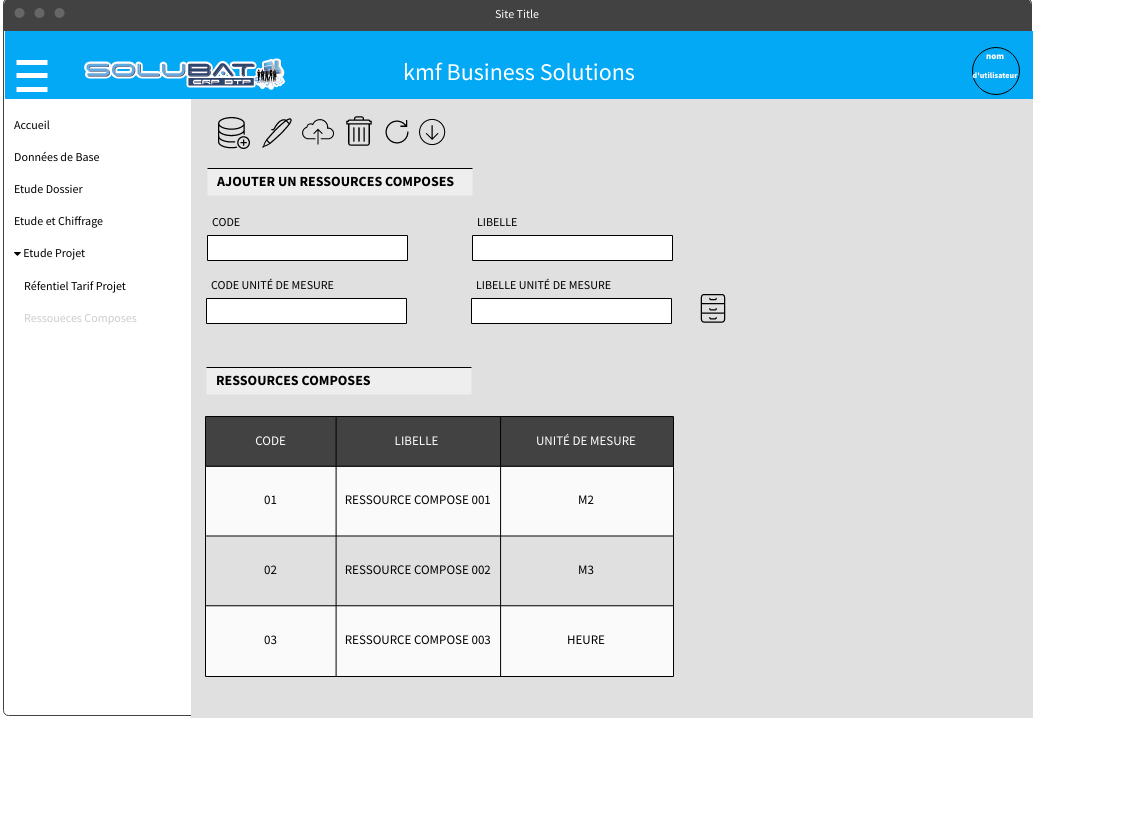 Site Title
SOLUBAT
ERP BTP
kmf Business Solutions
nom
d'utilisateur
Accueil
Données de Base
Etude Dossier
Etude et Chiffrage
Etude Projet
Réfentiel Tarif Projet
Ressoueces Composes
AJOUTER UN RESSOURCES COMPOSES
CODE LIBELLE
CODE UNITÉ DE MESURE LIBELLE UNITÉ DE MESURE
RESSOURCES COMPOSES
CODE LIBELLE UNITÉ DE MESURE
01 RESSOURCE COMPOSE 001 M2
02 RESSOURCE COMPOSE 002 M3
03 RESSOURCE COMPOSE 003 HEURE